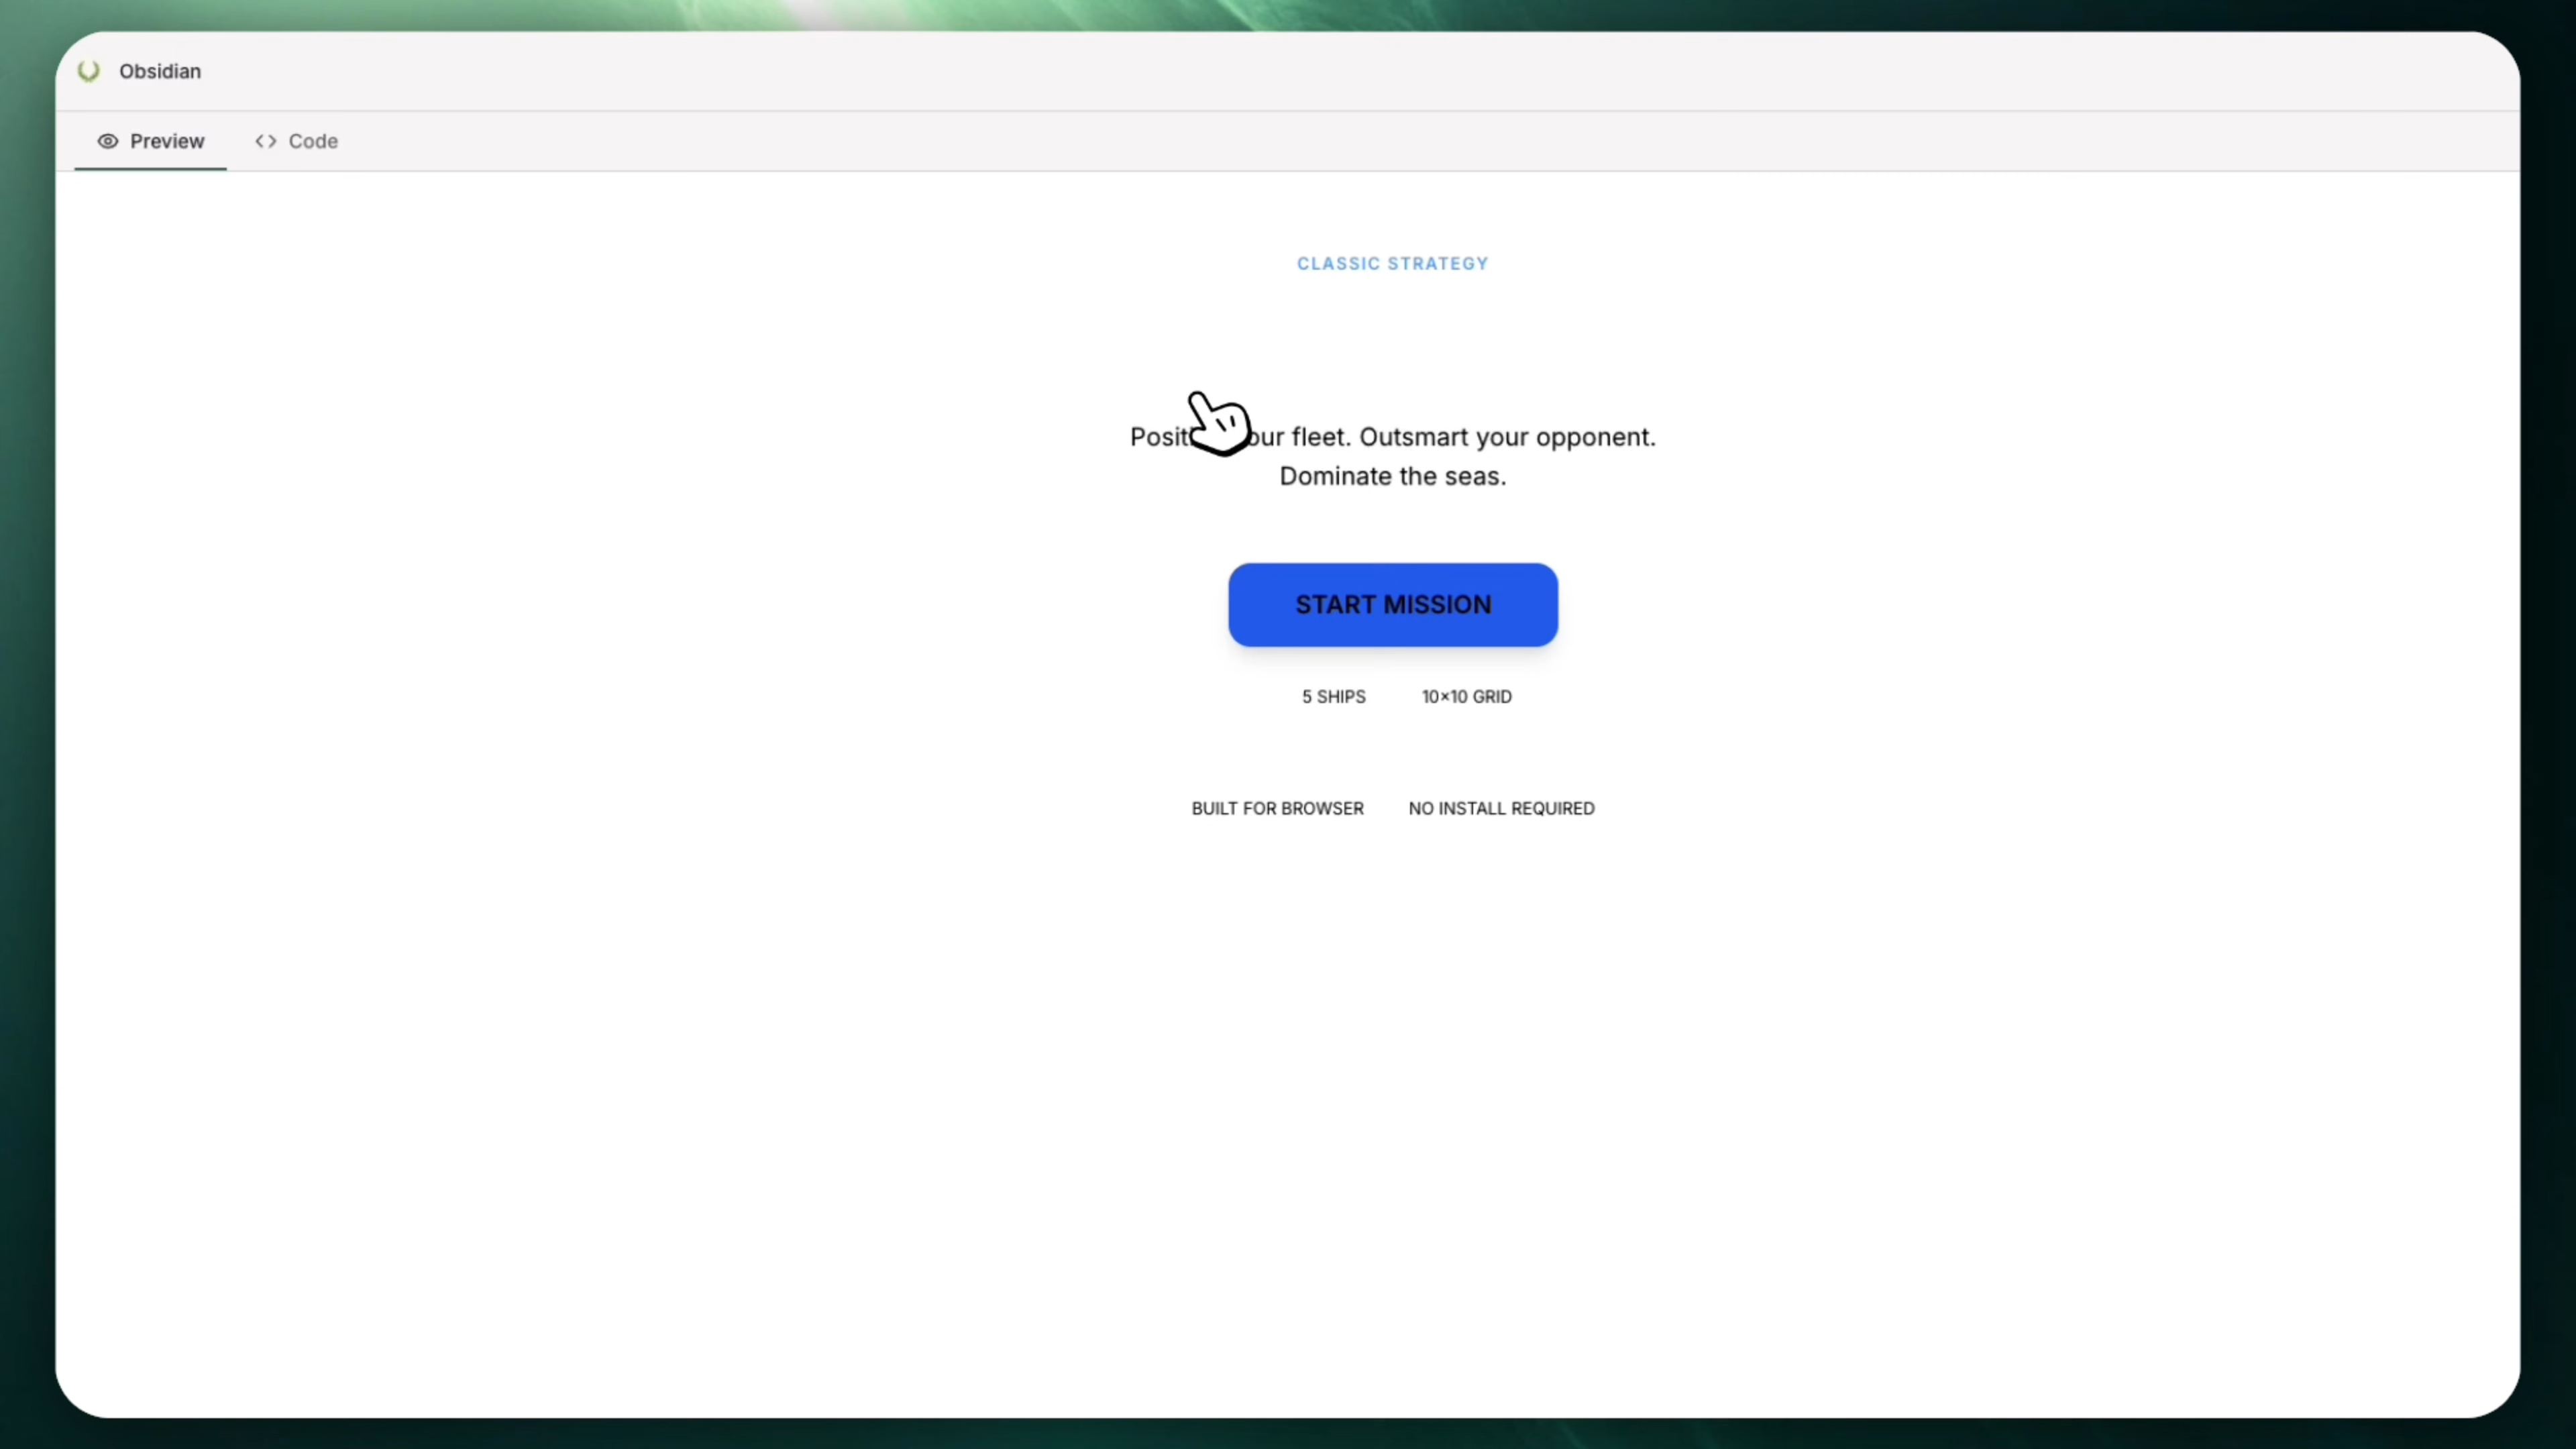 Obsidian
Preview
Code
CLASSIC STRATEGY
Posit our fleet. Outsmart your opponent.
Dominate the seas.
START MISSION
5 SHIPS
10×10 GRID
BUILT FOR BROWSER
NO INSTALL REQUIRED